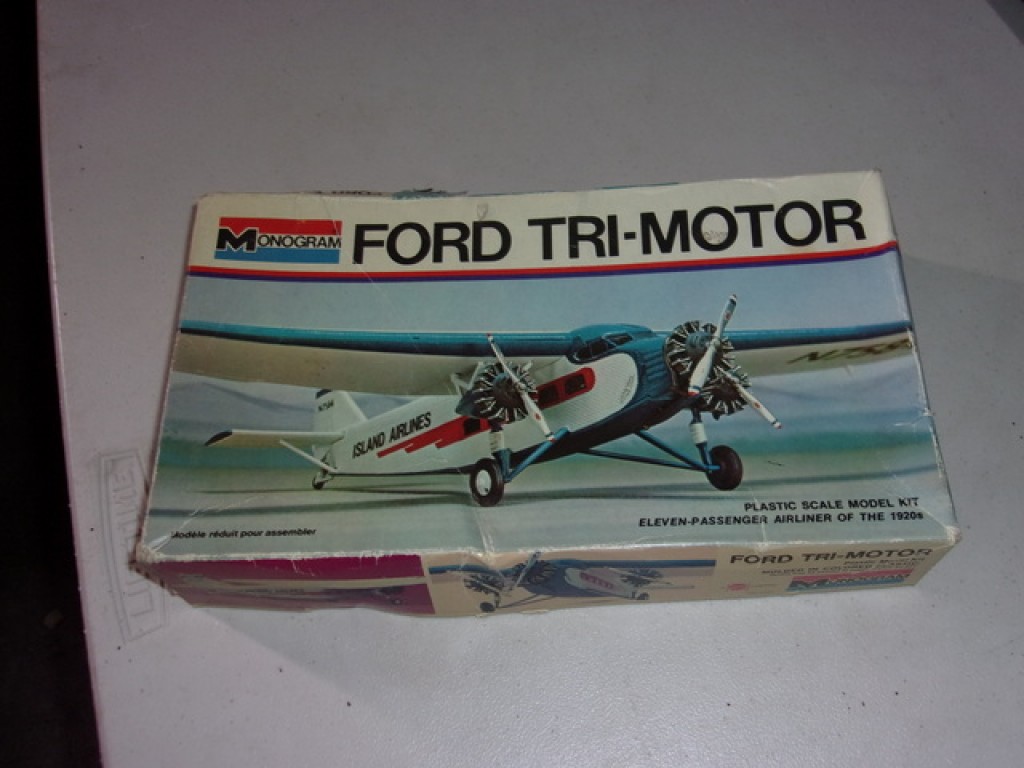 MONOGRAM
FORD TRI-MOTOR
N7584
ISLAND AIRLINES
PLASTIC SCALE MODEL KIT
ELEVEN-PASSENGER AIRLINER OF THE 1920s
Modèle réduit pour assembler
FORD TRI-MOTOR
MONOGRAM